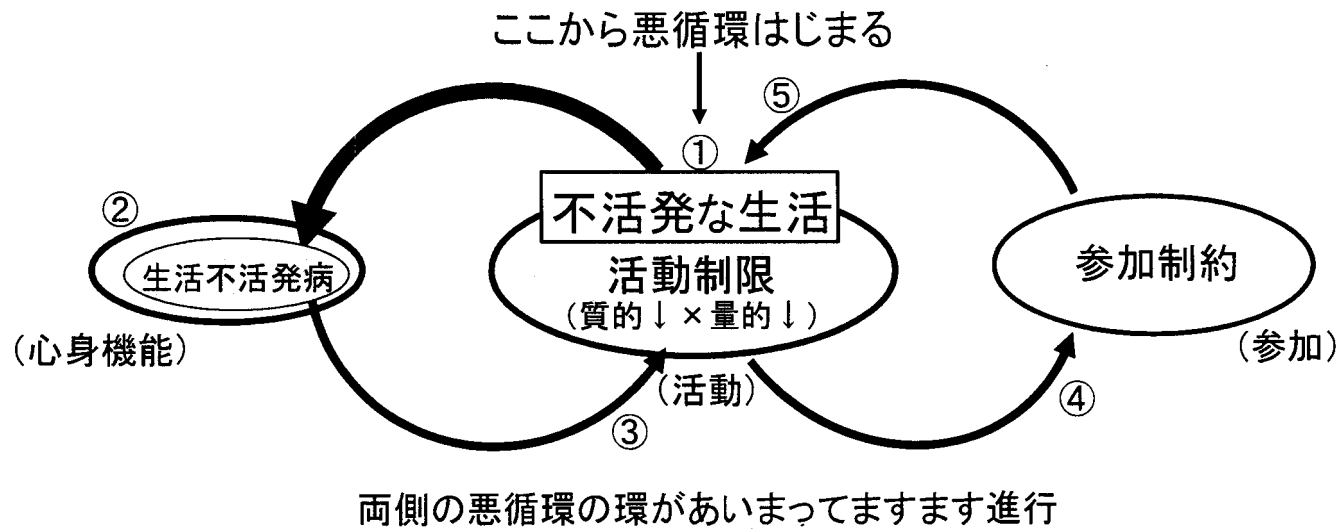 ここから悪循環はじまる
⑤
①
不活発な生活
②
生活不活発病
活動制限
(質的↓×量的↓)
参加制約
(心身機能)
(参加)
(活動)
③
④
両側の悪循環の環があいまってますます進行